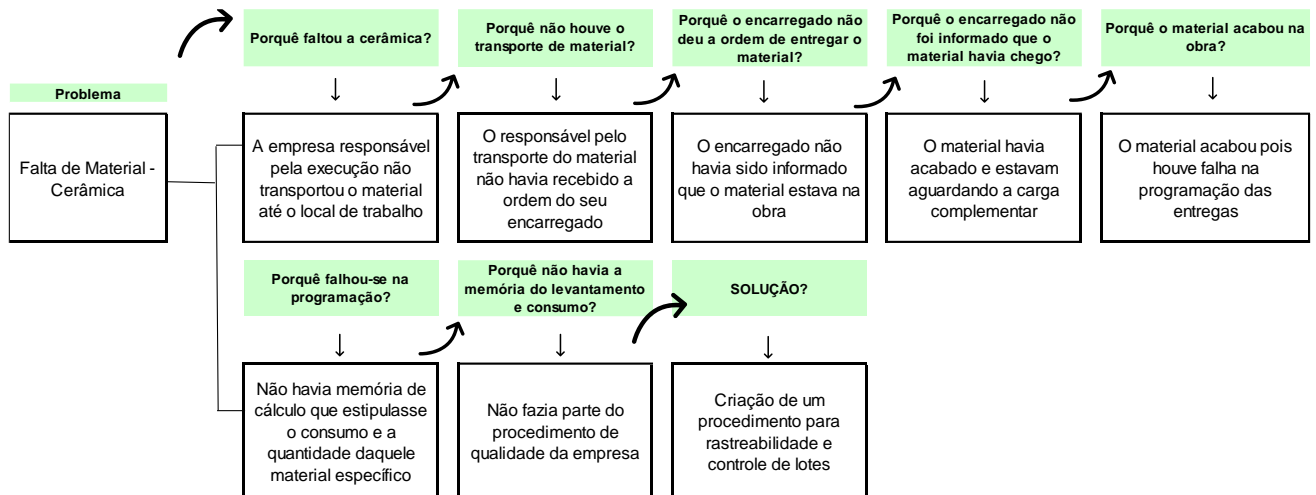 Porquê faltou a cerâmica?
Porquê não houve o
transporte de material?
Porquê o encarregado não
deu a ordem de entregar o
material?
Porquê o encarregado não
foi informado que o
material havia chego?
Porquê o material acabou na
obra?
Problema
Falta de Material -
Cerâmica
A empresa responsável
pela execução não
transportou o material
até o local de trabalho
O responsável pelo
transporte do material
não havia recebido a
ordem do seu
encarregado
O encarregado não
havia sido informado
que o material estava na
obra
O material havia
acabado e estavam
aguardando a carga
complementar
O material acabou pois
houve falha na
programação das
entregas
Porquê falhou-se na
programação?
Porquê não havia a
memória do levantamento
e consumo?
SOLUÇÃO?
Não havia memória de
cálculo que estipulasse
o consumo e a
quantidade daquele
material específico
Não fazia parte do
procedimento de
qualidade da empresa
Criação de um
procedimento para
rastreabilidade e
controle de lotes